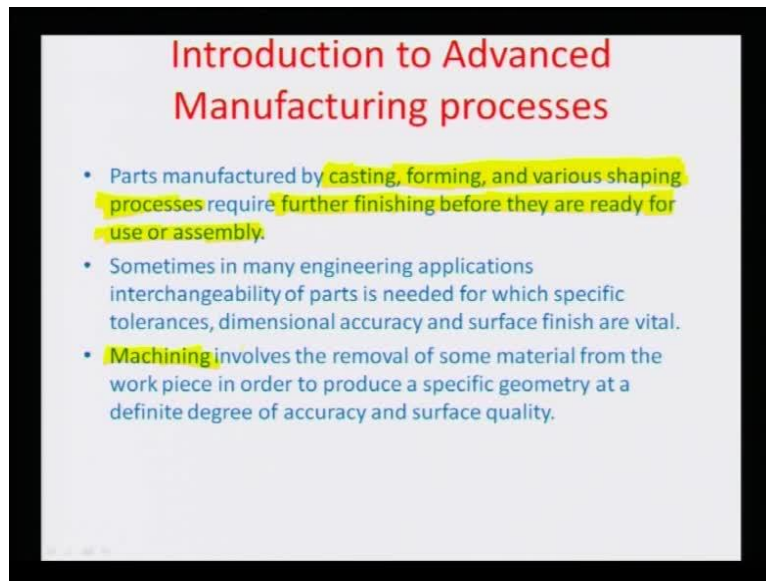 Introduction to Advanced
Manufacturing processes
• Parts manufactured by casting, forming, and various shaping
processes require further finishing before they are ready for
use or assembly.
• Sometimes in many engineering applications
interchangeability of parts is needed for which specific
tolerances, dimensional accuracy and surface finish are vital.
• Machining involves the removal of some material from the
work piece in order to produce a specific geometry at a
definite degree of accuracy and surface quality.